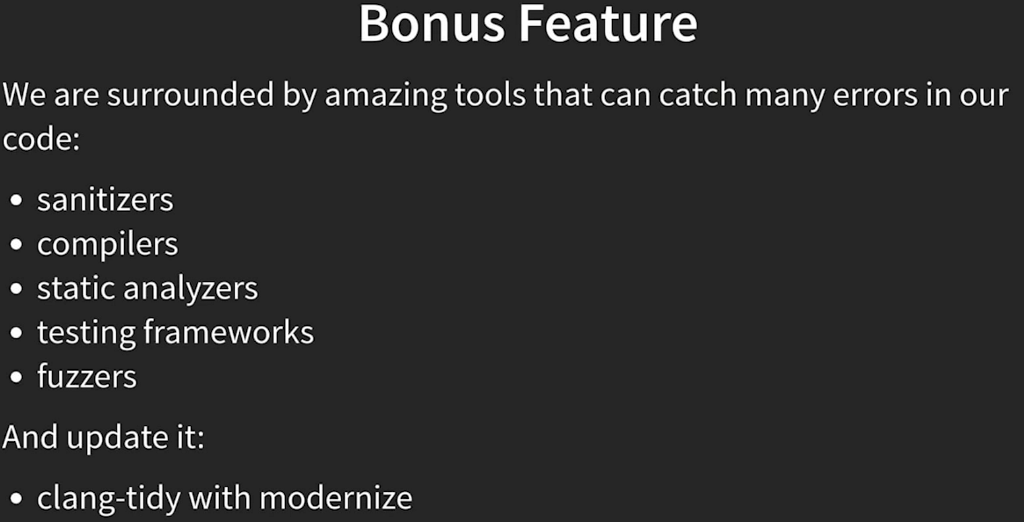 Bonus Feature
We are surrounded by amazing tools that can catch many errors in our
code:
• sanitizers
• compilers
• static analyzers
• testing frameworks
• fuzzers
And update it:
• clang-tidy with modernize